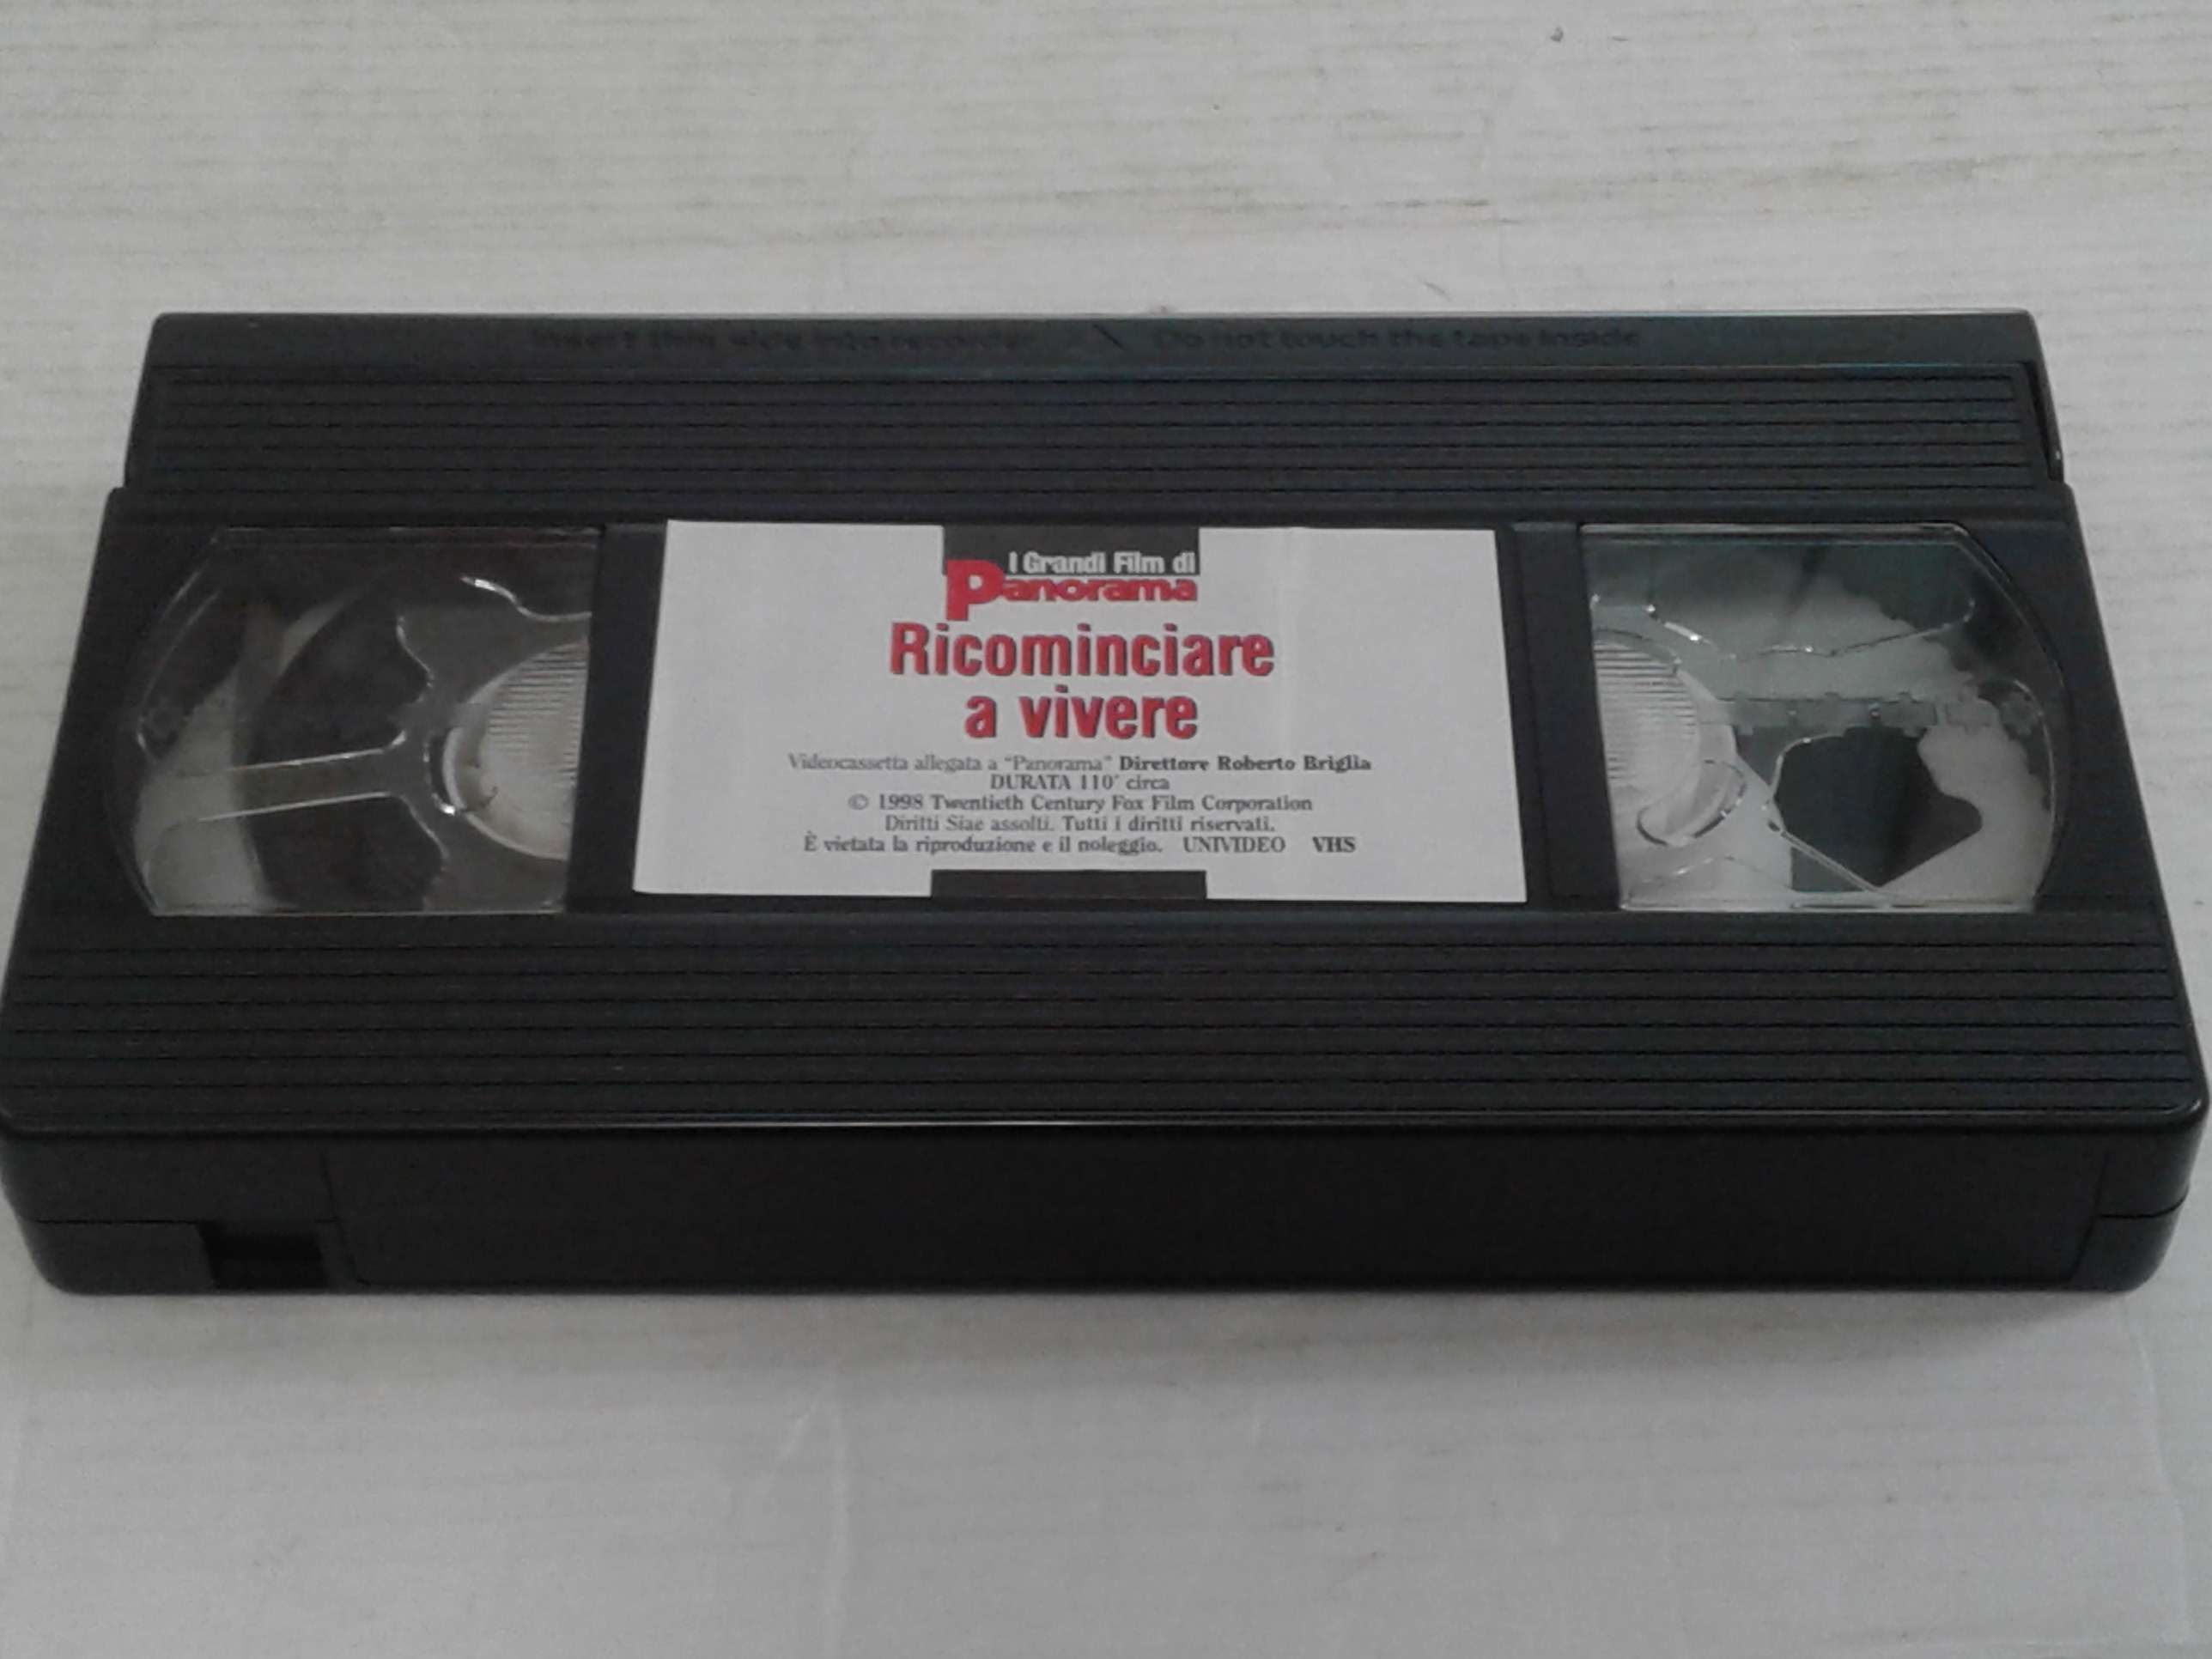 Insert this side into recorder Do not touch the tape inside
I Grandi Film di
Panorama
Ricominciare
a vivere
Videocassetta allegata a "Panorama" Direttore Roberto Briglia
DURATA 110' circa
© 1998 Twentieth Century Fox Film Corporation
Diritti Siae assolti. Tutti i diritti riservati.
È vietata la riproduzione e il noleggio. UNIVIDEO VHS